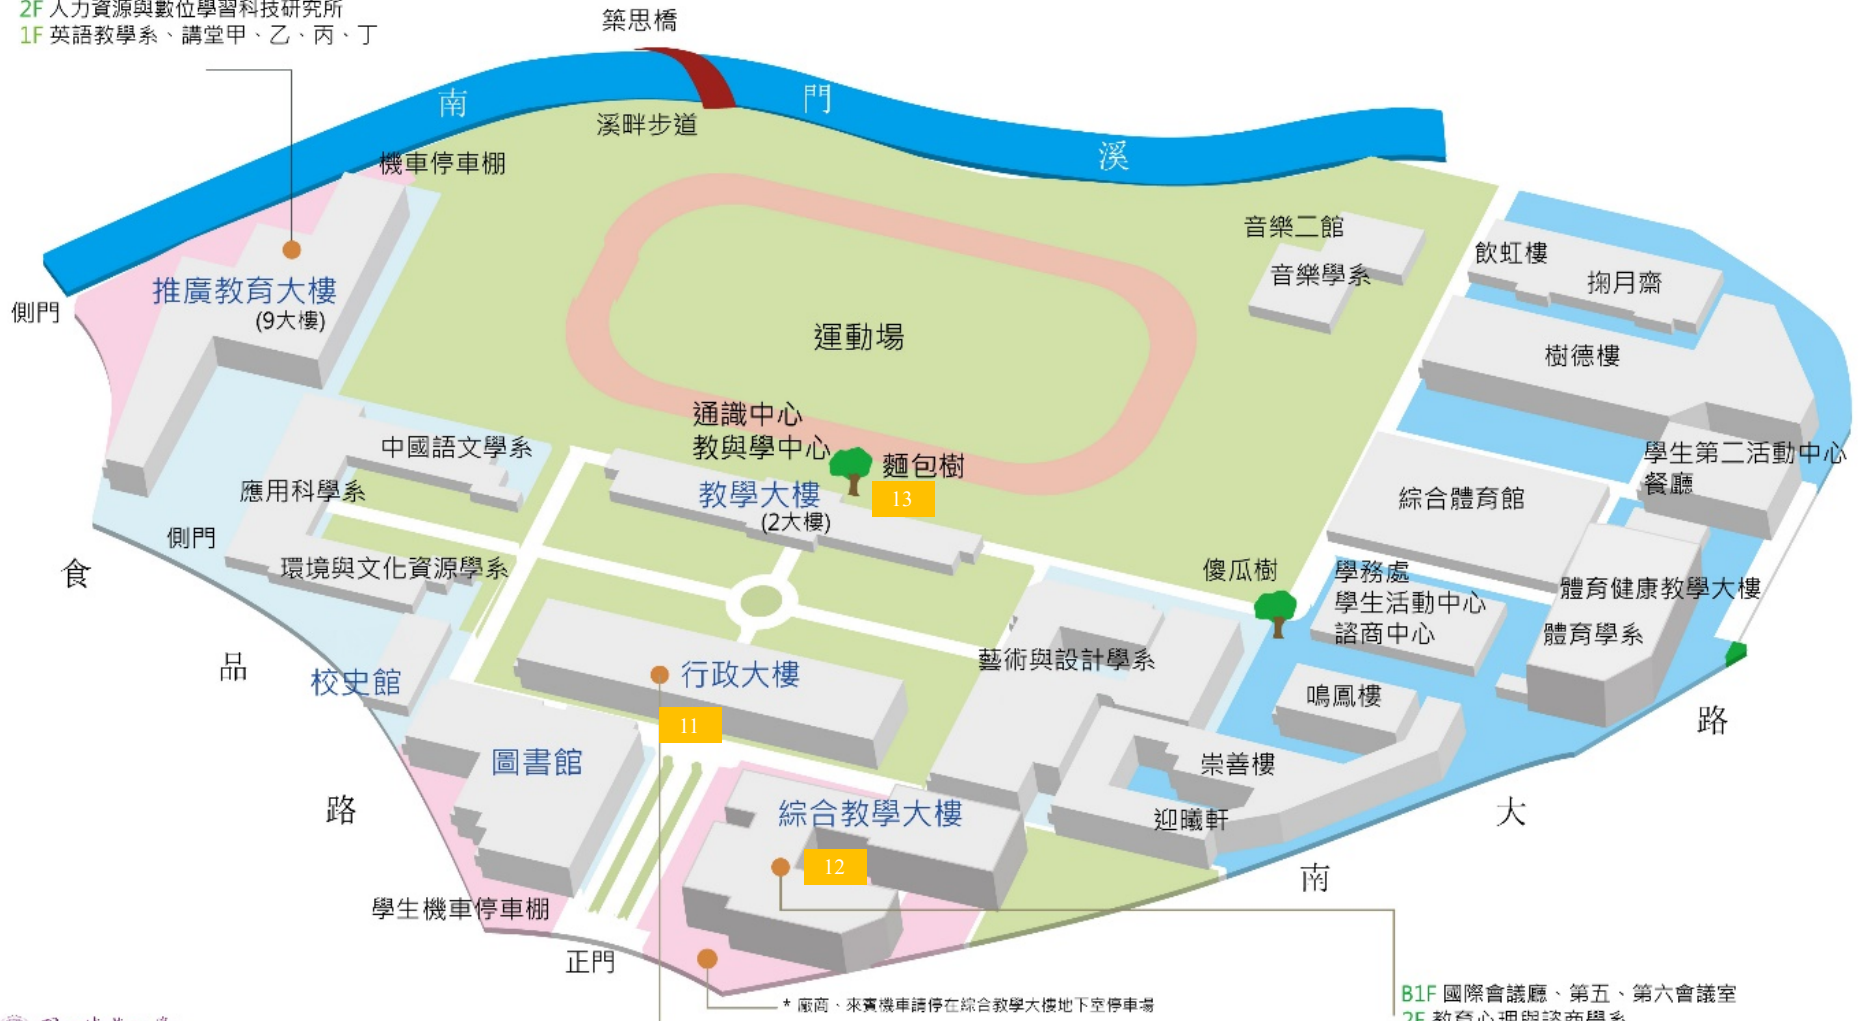 2F 人力資源與數位學習科技研究所
1F 英語教學系、講堂甲、乙、丙、丁
築思橋
南
門
溪
溪畔步道
機車停車棚
音樂二館
音樂學系
飲虹樓
掬月齋
推廣教育大樓
(9大樓)
側門
運動場
樹德樓
通識中心
教與學中心
麵包樹
中國語文學系
學生第二活動中心
餐廳
應用科學系
教學大樓
(2大樓)
13
綜合體育館
側門
環境與文化資源學系
食
品
路
傻瓜樹
學務處
學生活動中心
諮商中心
體育健康教學大樓
體育學系
藝術與設計學系
校史館
行政大樓
11
鳴鳳樓
圖書館
崇善樓
綜合教學大樓
迎曦軒
12
路
大
南
學生機車停車棚
正門
* 廠商、來賓機車請停在綜合教學大樓地下室停車場
B1F 國際會議廳、第五、第六會議室
2F 教育心理與諮商學系